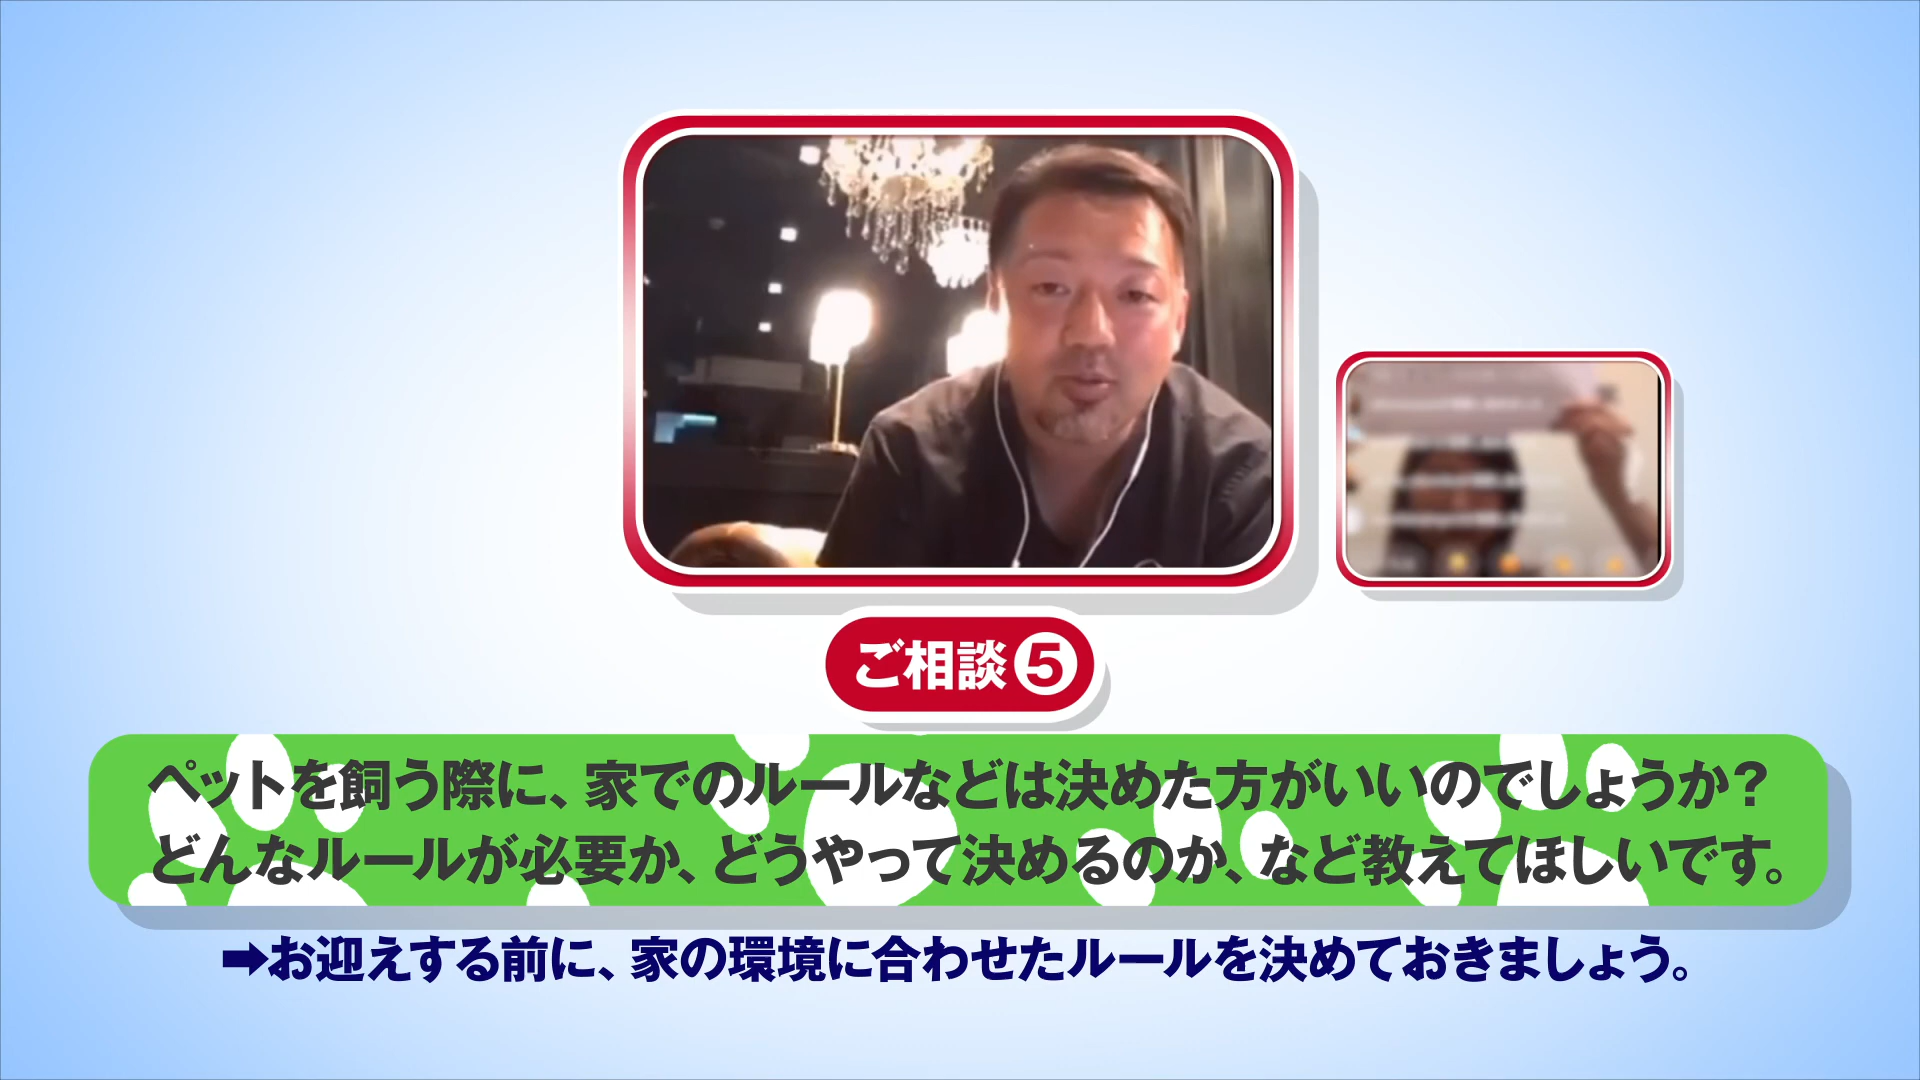 ご相談❺
ペットを飼う際に、家でのルールなどは決めた方がいいのでしょうか？
どんなルールが必要か、どうやって決めるのか、など教えてほしいです。
➡お迎えする前に、家の環境に合わせたルールを決めておきましょう。